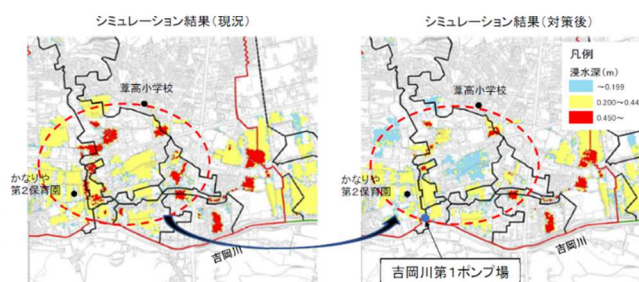 シミュレーション結果(現況)
葦高小学校
かなりや
第2保育園
吉岡川
シミュレーション結果(対策後)
凡例
浸水深(m)
～0.199
0.200～0.44
0.450～
葦高小学校
かなりや
第2保育園
吉岡川
吉岡川第1ポンプ場